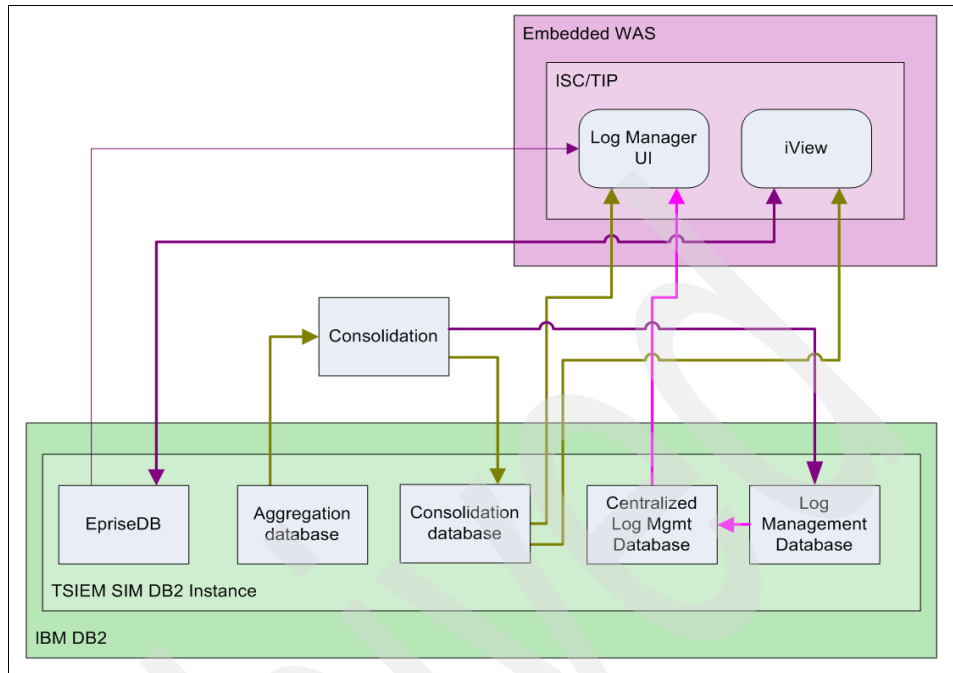 Embedded WAS
ISC/TIP
Log Manager
UI
iView
Consolidation
EpriseDB
Aggregation
database
Consolidation
database
Centralized
Log Mgmt
Database
Log
Management
Database
TSIEM SIM DB2 Instance
IBM DB2